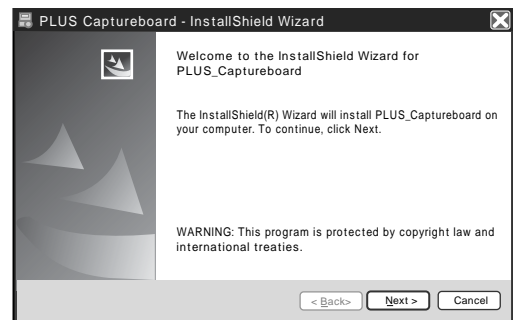 PLUS Captureboard - InstallShield Wizard
Welcome to the InstallShield Wizard for
PLUS_Captureboard
The InstallShield(R) Wizard will install PLUS_Captureboard on
your computer. To continue, click Next.
WARNING: This program is protected by copyright law and
international treaties.
< Back> Next > Cancel